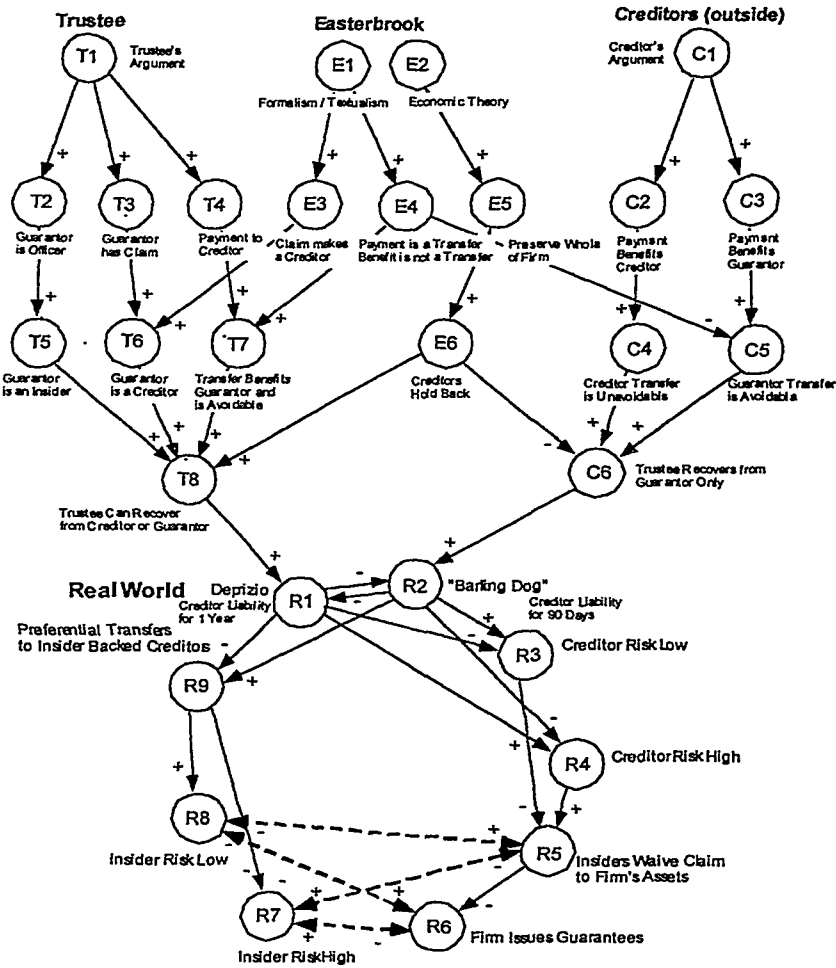 Trustee
Easterbrook
Creditors (outside)
T1
Trustee's
Argument
E1
E2
Creditor's
Argument
C1
Formalism / Textualism
Economic Theory
+ + + + + + + +
T2
T3
T4
E3
E4
E5
C2
C3
Guarantor
is Officer
Guarantor
has Claim
Payment to
Creditor
Claim makes
a Creditor
Payment is a Transfer
Benefit is not a Transfer
Preserve Whole
of Firm
Payment
Benefits
Creditor
Payment
Benefits
Guarantor
+ + + + + + + - +
T5
T6
T7
E6
C4
C5
Guarantor
is an Insider
Guarantor
is a Creditor
Transfer Benefits
Guarantor and
is Avoidable
Creditors
Hold Back
Creditor Transfer
is Unavoidable
Guarantor Transfer
is Avoidable
+ + + + - + +
T8
C6
Trustee Can Recover
from Creditor or Guarantor
Trustee Recovers from
Guarantor Only
+ +
Real World
Deprizio
Creditor Liability
for 1 Year
R1
- -
R2
"Barking Dog"
Creditor Liability
for 90 Days
Preferential Transfers
to Insider Backed Creditos
- + - +
R3
Creditor Risk Low
R9
+ -
R4
Creditor Risk High
+ - +
R8
Insider Risk Low
- - + -
R5
Insiders Waive Claim
to Firm's Assets
- - + + -
R7
Insider Risk High
+ -
R6
Firm Issues Guarantees